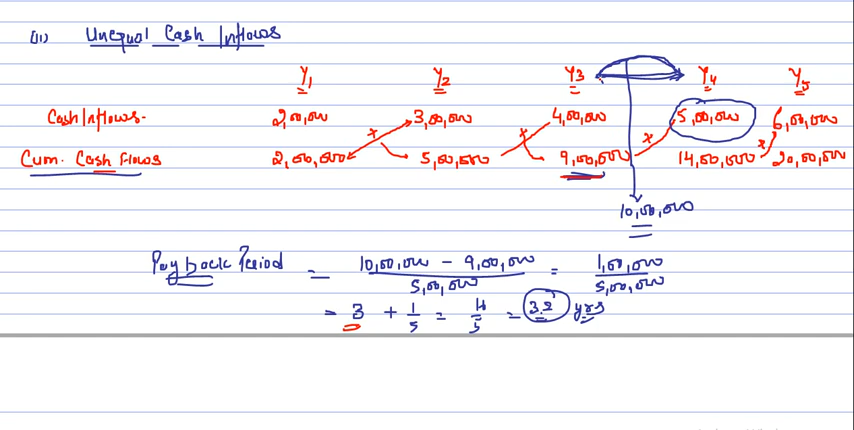 (ii) Unequal Cash Inflows
Y1 Y2 Y3 Y4 Y5
Cash Inflows. 2,00,000 3,00,000 4,00,000 5,00,000 6,00,000
Cum. Cash Flows 2,00,000 5,00,000 9,00,000 14,00,000 20,00,000
10,00,000
Pay back Period = 10,00,000 - 9,00,000 / 5,00,000 = 1,00,000 / 5,00,000
= 3 + 1/5 = 16/5 = 3.2 yrs